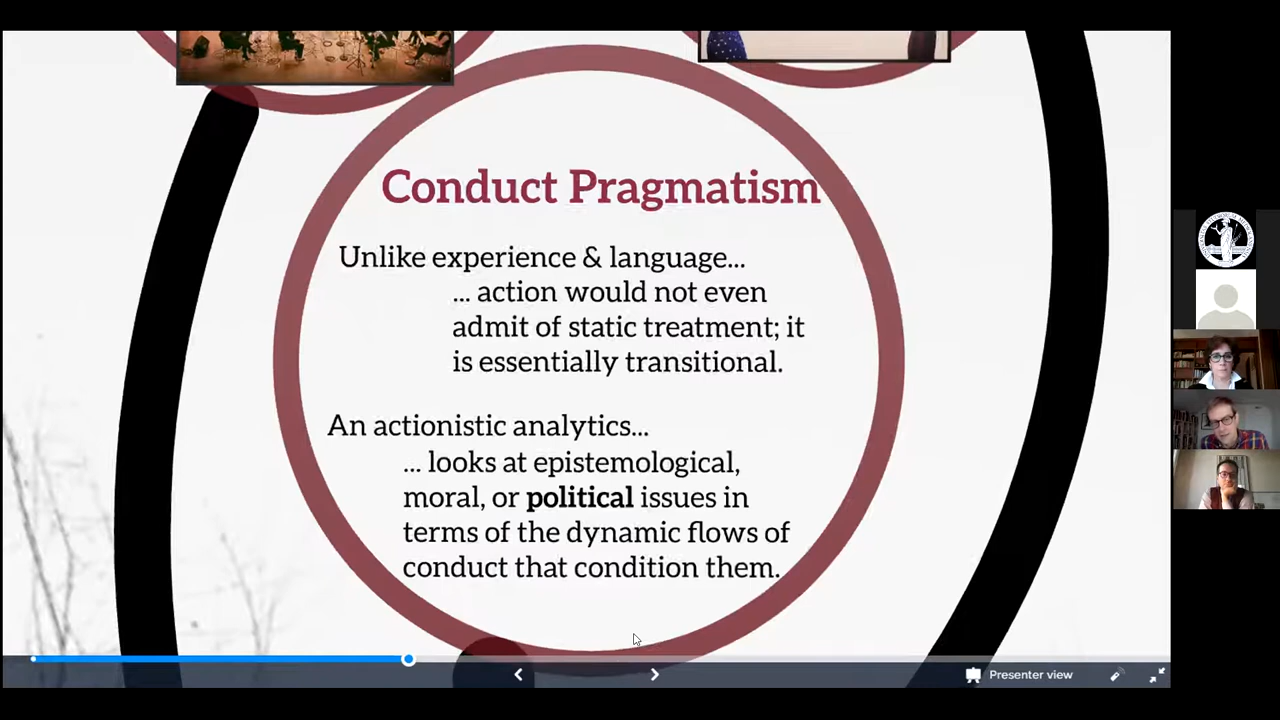 Conduct Pragmatism
Unlike experience & language...
... action would not even
admit of static treatment; it
is essentially transitional.
An actionistic analytics...
... looks at epistemological,
moral, or political issues in
terms of the dynamic flows of
conduct that condition them.
Presenter view